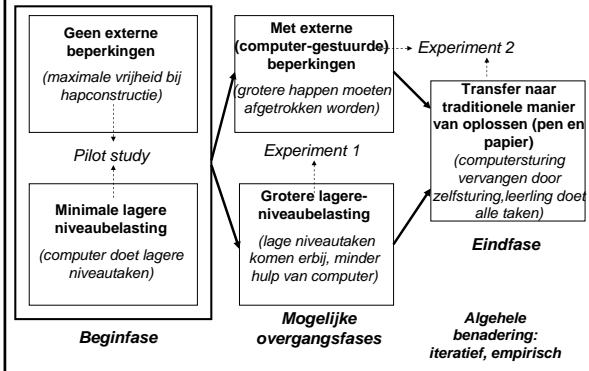 Geen externe
beperkingen
(maximale vrijheid bij
hapconstructie)
Pilot study
Minimale lagere
niveaubelasting
(computer doet lagere
niveautaken)
Beginfase
Met externe
(computer-gestuurde)
beperkingen
(grotere happen moeten
afgetrokken worden)
Experiment 1
Grotere lagere-
niveaubelasting
(lage niveautaken
komen erbij, minder
hulp van computer)
Mogelijke
overgangsfases
Experiment 2
Transfer naar
traditionele manier
van oplossen (pen en
papier)
(computersturing
vervangen door
zelfsturing,leerling doet
alle taken)
Eindfase
Algehele
benadering:
iteratief, empirisch